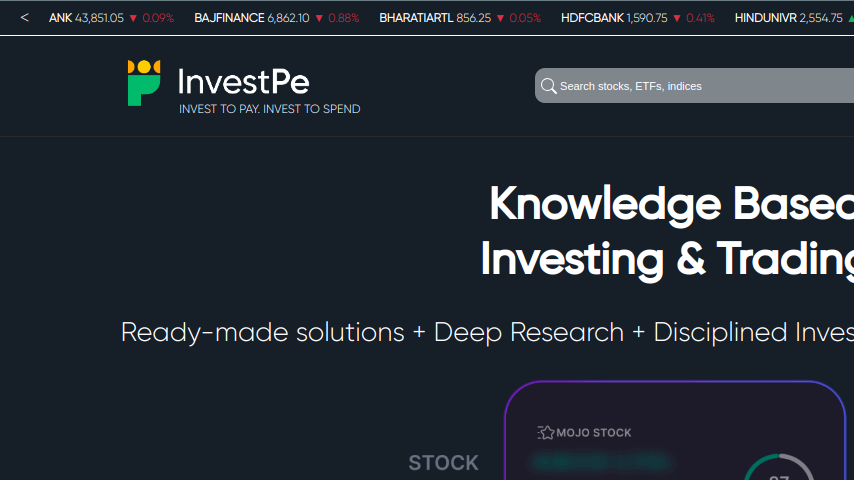 < ANK 43,851.05 ▼ 0.09% BAJFINANCE 6,862.10 ▼ 0.88% BHARATIARTL 856.25 ▼ 0.05% HDFCBANK 1,590.75 ▼ 0.41% HINDUNIVR 2,554.75 ▲
InvestPe
INVEST TO PAY. INVEST TO SPEND
Search stocks, ETFs, indices
Knowledge Based
Investing & Trading
Ready-made solutions + Deep Research + Disciplined Inves
MOJO STOCK
STOCK